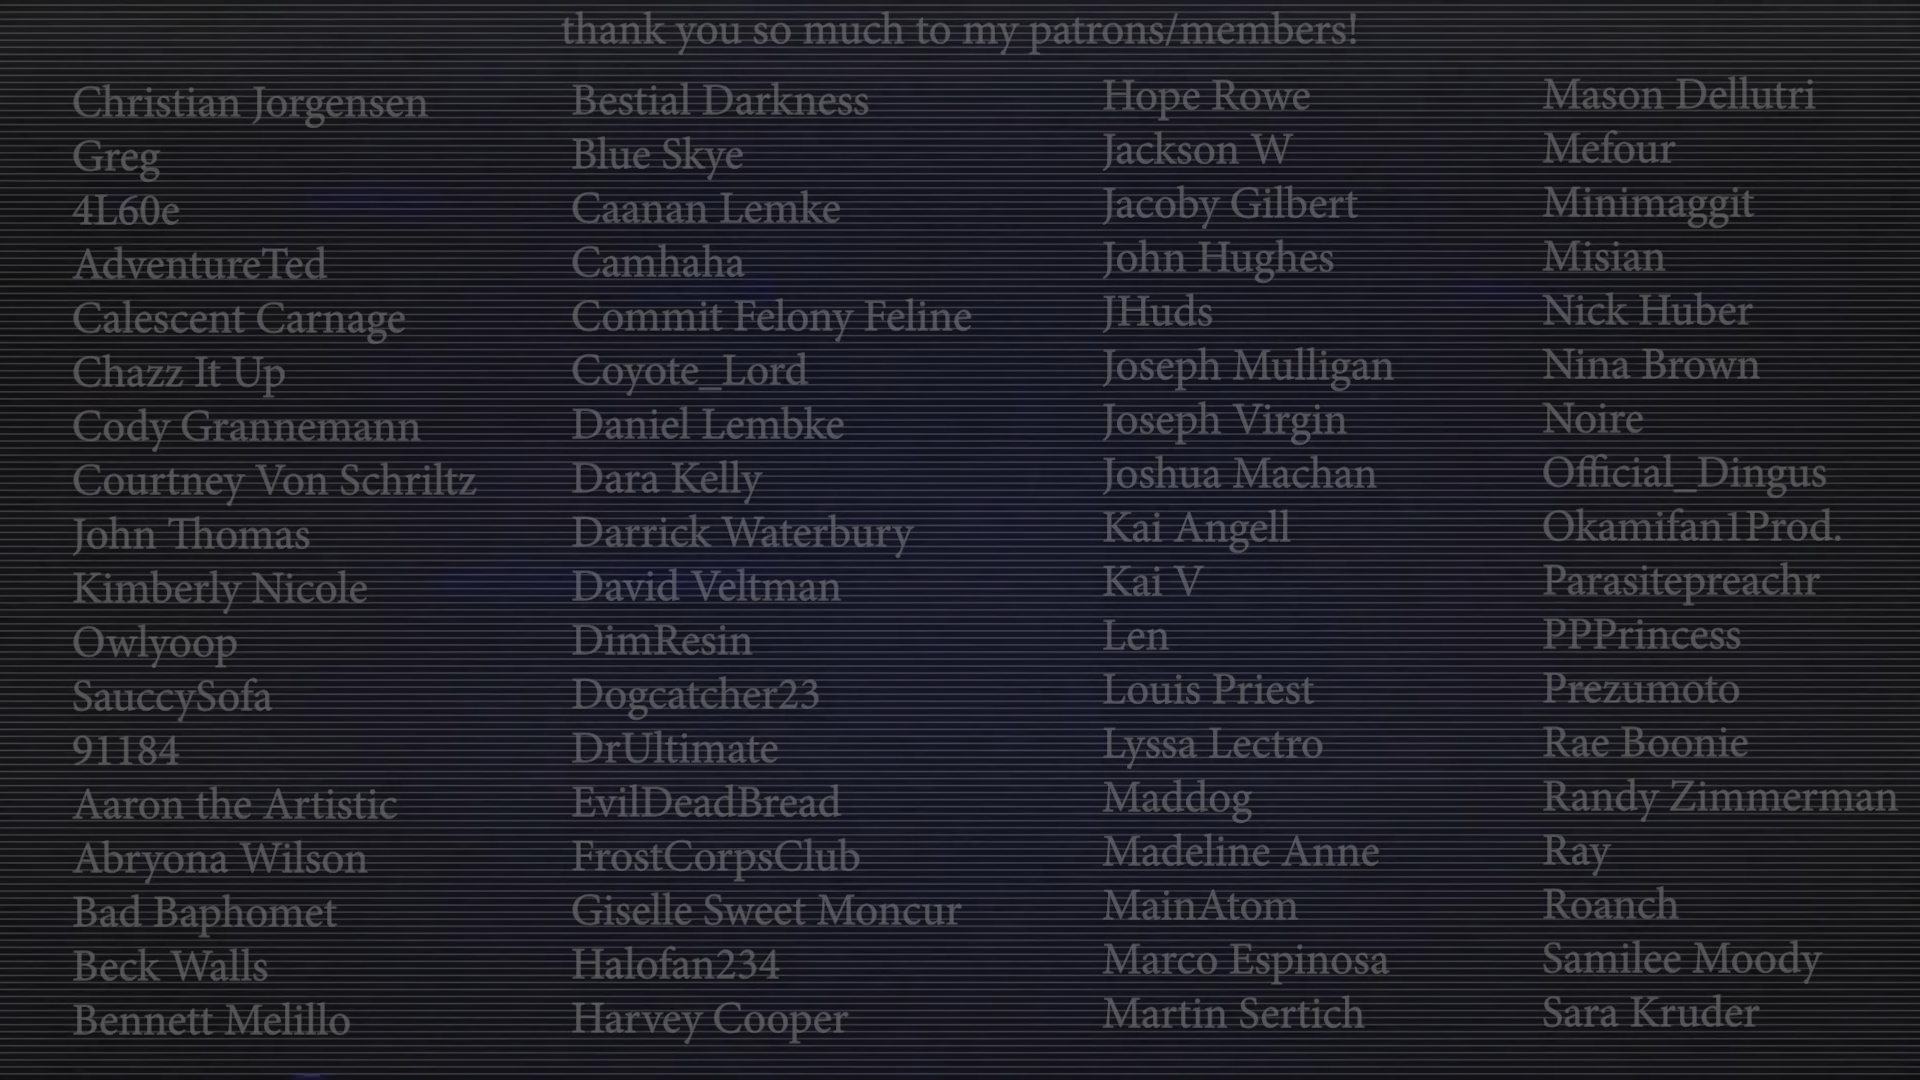 thank you so much to my patrons/members!
Christian Jorgensen
Greg
4L60e
AdventureTed
Calescent Carnage
Chazz It Up
Cody Grannemann
Courtney Von Schriltz
John Thomas
Kimberly Nicole
Owlyoop
SauccySofa
91184
Aaron the Artistic
Abryona Wilson
Bad Baphomet
Beck Walls
Bennett Melillo
Bestial Darkness
Blue Skye
Caanan Lemke
Camhaha
Commit Felony Feline
Coyote_Lord
Daniel Lembke
Dara Kelly
Darrick Waterbury
David Veltman
DimResin
Dogcatcher23
DrUltimate
EvilDeadBread
FrostCorpsClub
Giselle Sweet Moncur
Halofan234
Harvey Cooper
Hope Rowe
Jackson W
Jacoby Gilbert
John Hughes
JHuds
Joseph Mulligan
Joseph Virgin
Joshua Machan
Kai Angell
Kai V
Len
Louis Priest
Lyssa Lectro
Maddog
Madeline Anne
MainAtom
Marco Espinosa
Martin Sertich
Mason Dellutri
Mefour
Minimaggit
Misian
Nick Huber
Nina Brown
Noire
Official_Dingus
Okamifan1Prod.
Parasitepreachr
PPPrincess
Prezumoto
Rae Boonie
Randy Zimmerman
Ray
Roanch
Samilee Moody
Sara Kruder